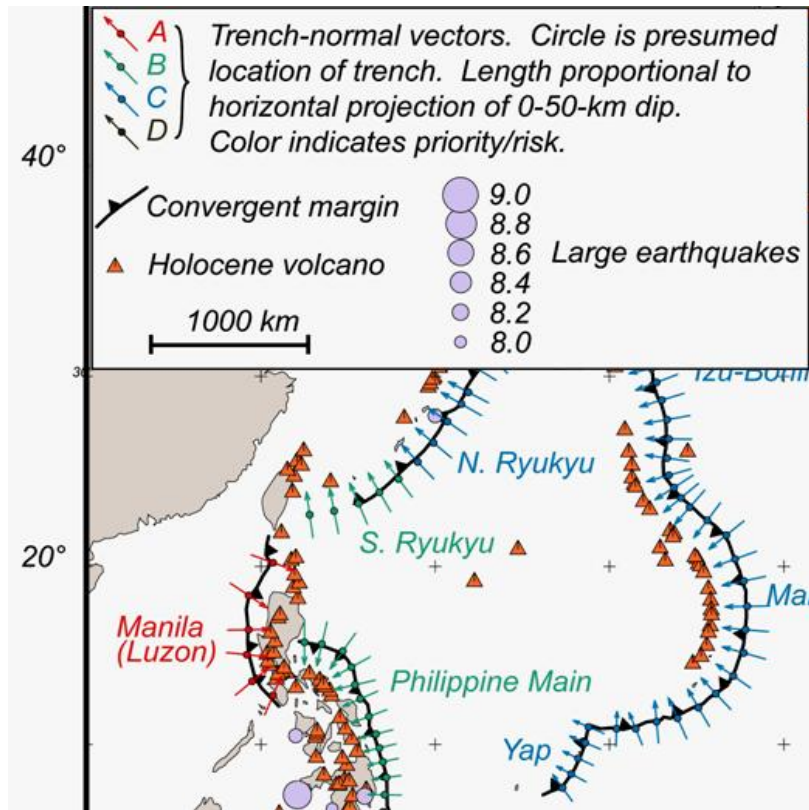 A
B
C
D
Trench-normal vectors. Circle is presumed
location of trench. Length proportional to
horizontal projection of 0-50-km dip.
Color indicates priority/risk.
40°
Convergent margin
Holocene volcano
1000 km
9.0
8.8
8.6
8.4
8.2
8.0
Large earthquakes
N. Ryukyu
S. Ryukyu
20°
Manila
(Luzon)
Philippine Main
Yap